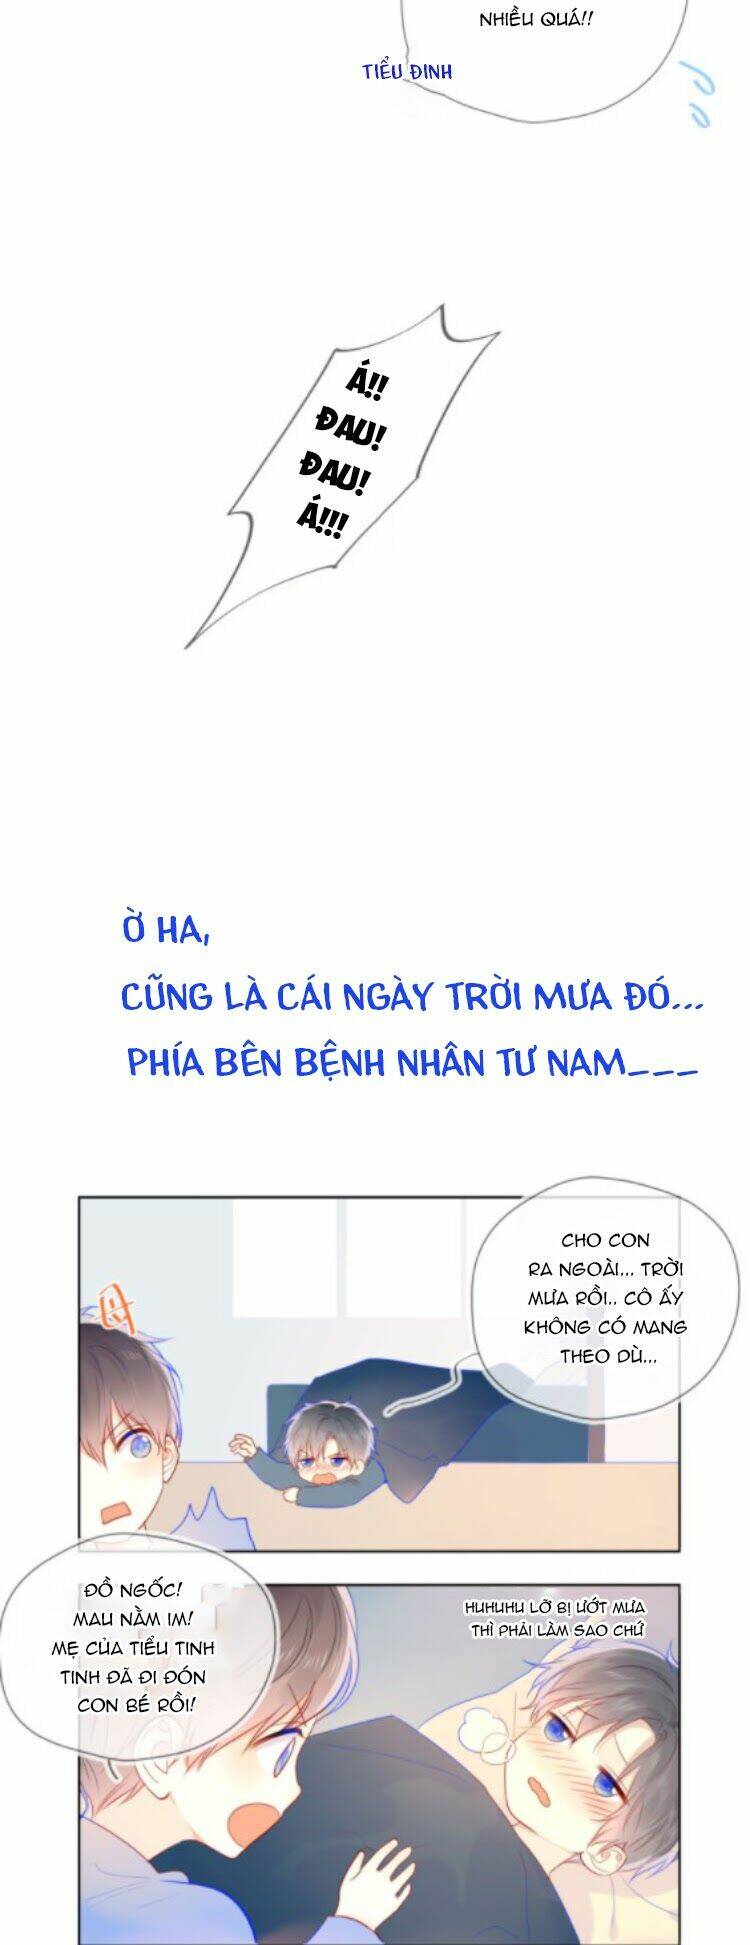 NHIỀU QUÁ!!
TIỂU ĐINH
Á!!
ĐAU!
ĐAU!
Á!!!
Ờ HA,
CŨNG LÀ CÁI NGÀY TRỜI MƯA ĐÓ...
PHÍA BÊN BỆNH NHÂN TƯ NAM___
CHO CON
RA NGOÀI... TRỜI
MƯA RỒI.. CÔ ẤY
KHÔNG CÓ MANG
THEO DÙ...
母
ĐỒ NGỐC!
MAU NẰM IM!
MẸ CỦA TIỂU TINH
TINH ĐÃ ĐI ĐÓN
CON BÉ RỒI!
HUHUHU LỠ BỊ ƯỚT MƯA
THÌ PHẢI LÀM SAO CHỨ